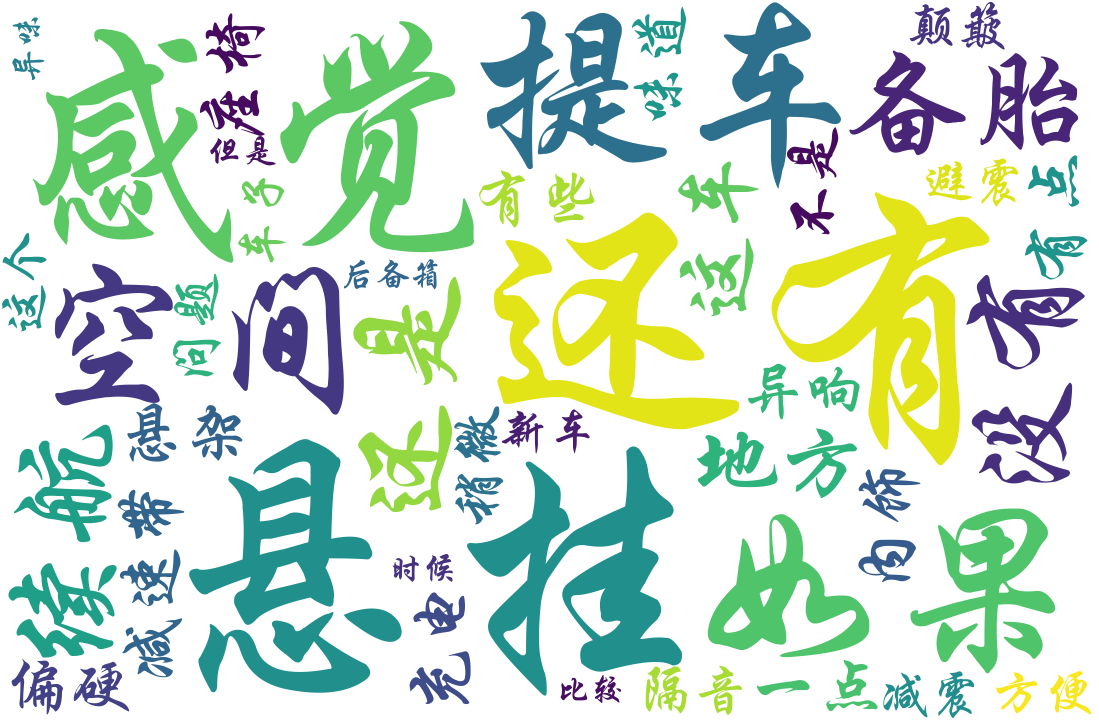 异味
感觉
座椅
但是
车子
提车
味道
有些
这车
不是
颠簸
备胎
避震
有点
这个
空间
问题
后备箱
还是
还有
异响
没有
悬架
续航
减速带
悬挂
稍微
新车
地方
内饰
时候
充电
如果
偏硬
比较
隔音
一点
减震
方便